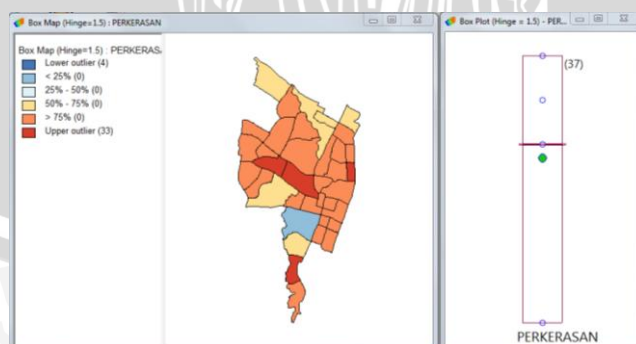 Box Map (Hinge=1.5) : PERKERASAN
Box Map (Hinge=1.5) : PERKERASA
Lower outlier (4)
< 25% (0)
25% - 50% (0)
50% - 75% (0)
> 75% (0)
Upper outlier (33)
Box Plot (Hinge = 1.5) - PER...
(37)
PERKERASAN